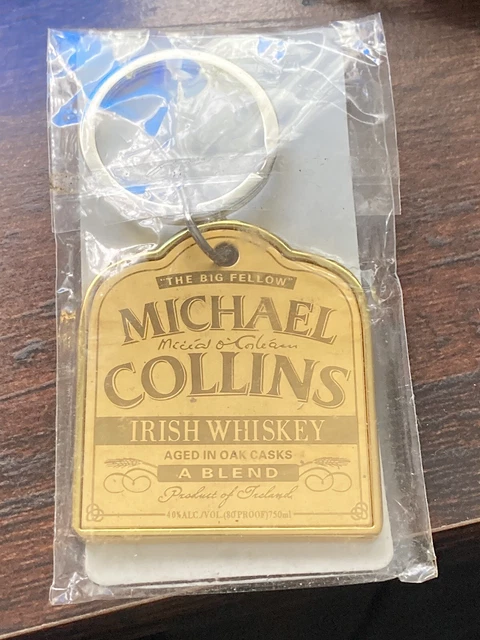 "THE BIG FELLOW"
MICHAEL
COLLINS
IRISH WHISKEY
AGED IN OAK CASKS
A BLEND
Product of Ireland
40%ALC./VOL.(80 PROOF)750ml